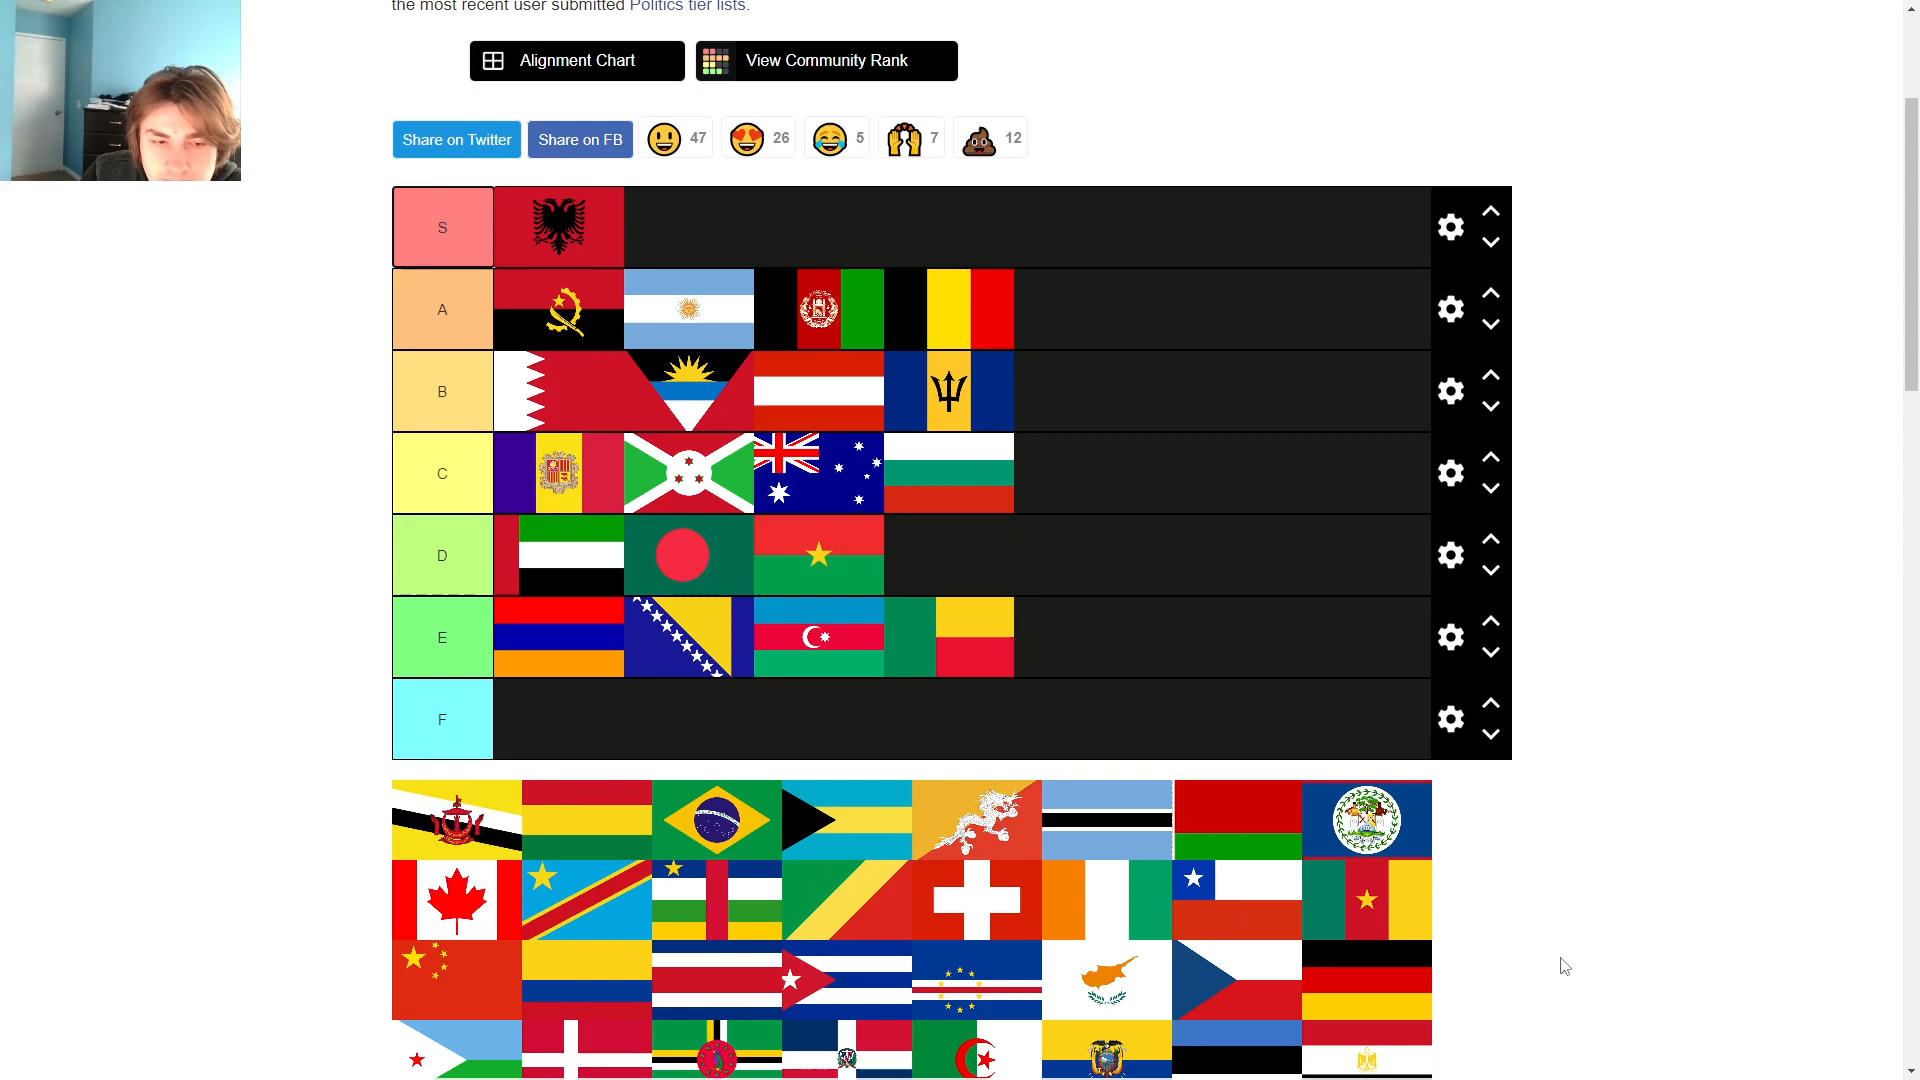 the most recent user submitted Politics tier lists.
Alignment Chart
View Community Rank
Share on Twitter
Share on FB
47
26
5
7
12
S
A
B
C
D
E
F